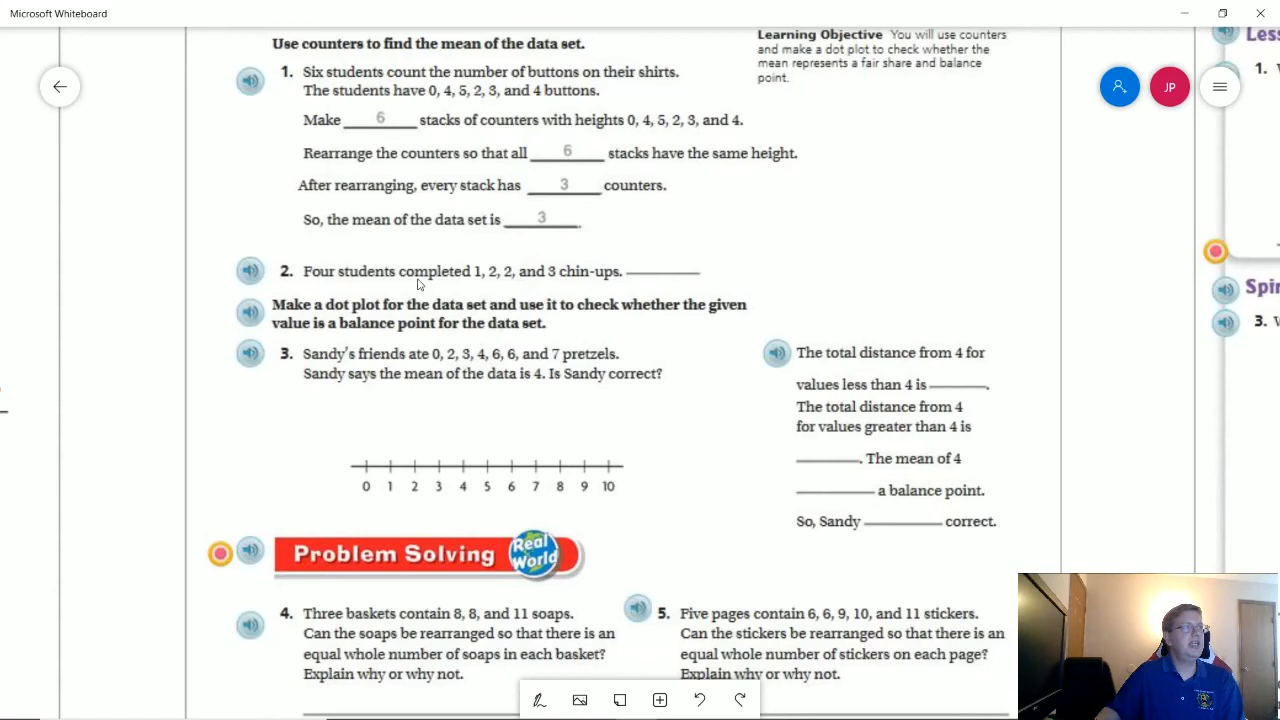 Microsoft Whiteboard
Use counters to find the mean of the data set.
Learning Objective You will use counters
and make a dot plot to check whether the
mean represents a fair share and balance
point.
1. Six students count the number of buttons on their shirts.
The students have 0, 4, 5, 2, 3, and 4 buttons.
Make 6 stacks of counters with heights 0, 4, 5, 2, 3, and 4.
Rearrange the counters so that all 6 stacks have the same height.
After rearranging, every stack has 3 counters.
So, the mean of the data set is 3.
2. Four students completed 1, 2, 2, and 3 chin-ups. ________
Make a dot plot for the data set and use it to check whether the given
value is a balance point for the data set.
3. Sandy's friends ate 0, 2, 3, 4, 6, 6, and 7 pretzels.
Sandy says the mean of the data is 4. Is Sandy correct?
0 1 2 3 4 5 6 7 8 9 10
The total distance from 4 for
values less than 4 is ________.
The total distance from 4
for values greater than 4 is
________. The mean of 4
________ a balance point.
So, Sandy ________ correct.
Problem Solving Real World
4. Three baskets contain 8, 8, and 11 soaps.
Can the soaps be rearranged so that there is an
equal whole number of soaps in each basket?
Explain why or why not.
5. Five pages contain 6, 6, 9, 10, and 11 stickers.
Can the stickers be rearranged so that there is an
equal whole number of stickers on each page?
Explain why or why not.
JP
Less
1.
Spir
3.